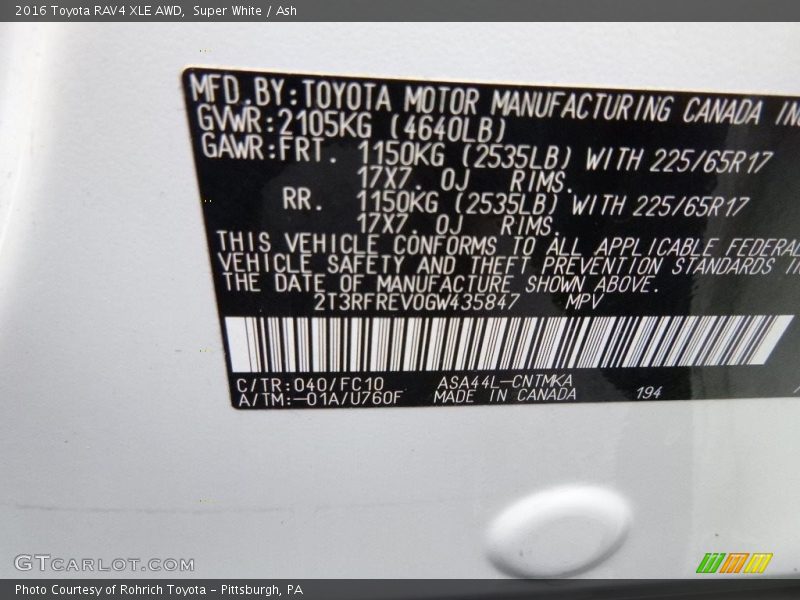 2016 Toyota RAV4 XLE AWD, Super White / Ash
MFD.BY:TOYOTA MOTOR MANUFACTURING CANADA IN
GVWR:2105KG (4640LB)
GAWR:FRT. 1150KG (2535LB) WITH 225/65R17
17X7. OJ RIMS.
RR. 1150KG (2535LB) WITH 225/65R17
17X7. OJ RIMS.
THIS VEHICLE CONFORMS TO ALL APPLICABLE FEDERAL
VEHICLE SAFETY AND THEFT PREVENTION STANDARDS IN
THE DATE OF MANUFACTURE SHOWN ABOVE.
2T3RFREV0GW435847 MPV
C/TR:040/FC10 ASA44L-CNTMKA
A/TM:-01A/U760F MADE IN CANADA 194
GTCARLOT.COM
Photo Courtesy of Rohrich Toyota - Pittsburgh, PA